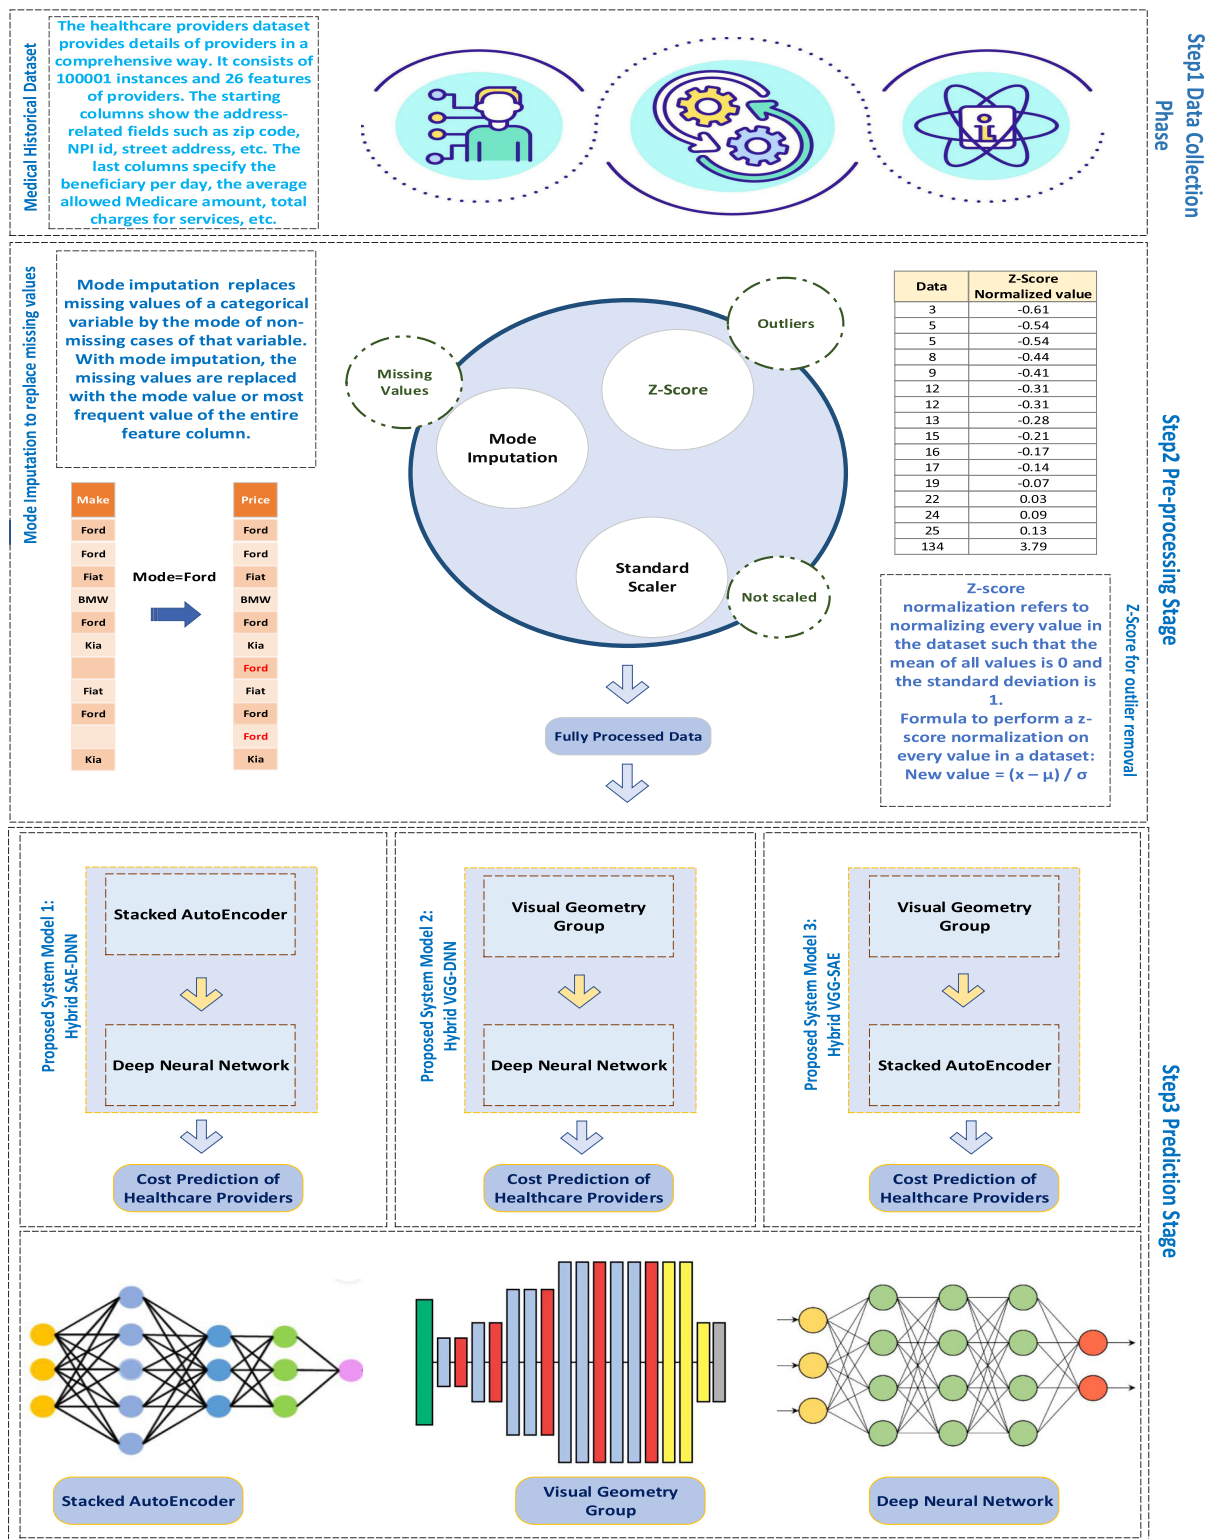 Step1 Data Collection
Phase
Medical Historical Dataset
The healthcare providers dataset
provides details of providers in a
comprehensive way. It consists of
100001 instances and 26 features
of providers. The starting
columns show the address-
related fields such as zip code,
NPI id, street address, etc. The
last columns specify the
beneficiary per day, the average
allowed Medicare amount, total
charges for services, etc.
i
Step2 Pre-processing Stage
Mode Imputation to replace missing values
Mode imputation replaces
missing values of a categorical
variable by the mode of non-
missing cases of that variable.
With mode imputation, the
missing values are replaced
with the mode value or most
frequent value of the entire
feature column.
Make
Ford
Ford
Fiat
BMW
Ford
Kia
Fiat
Ford
Kia
Mode=Ford
Price
Ford
Ford
Fiat
BMW
Ford
Kia
Ford
Fiat
Ford
Ford
Kia
Missing
Values
Outliers
Z-Score
Mode
Imputation
Standard
Scaler
Not scaled
Fully Processed Data
Data Z-Score
Normalized value
3 -0.61
5 -0.54
5 -0.54
8 -0.44
9 -0.41
12 -0.31
12 -0.31
13 -0.28
15 -0.21
16 -0.17
17 -0.14
19 -0.07
22 0.03
24 0.09
25 0.13
134 3.79
Z-score
normalization refers to
normalizing every value in
the dataset such that the
mean of all values is 0 and
the standard deviation is
1.
Formula to perform a z-
score normalization on
every value in a dataset:
New value = (x – μ) / σ
Z-Score for outlier removal
Step3 Prediction Stage
Proposed System Model 1:
Hybrid SAE-DNN
Stacked AutoEncoder
Deep Neural Network
Cost Prediction of
Healthcare Providers
Proposed System Model 2:
Hybrid VGG-DNN
Visual Geometry
Group
Deep Neural Network
Cost Prediction of
Healthcare Providers
Proposed System Model 3:
Hybrid VGG-SAE
Visual Geometry
Group
Stacked AutoEncoder
Cost Prediction of
Healthcare Providers
Stacked AutoEncoder
Visual Geometry
Group
Deep Neural Network